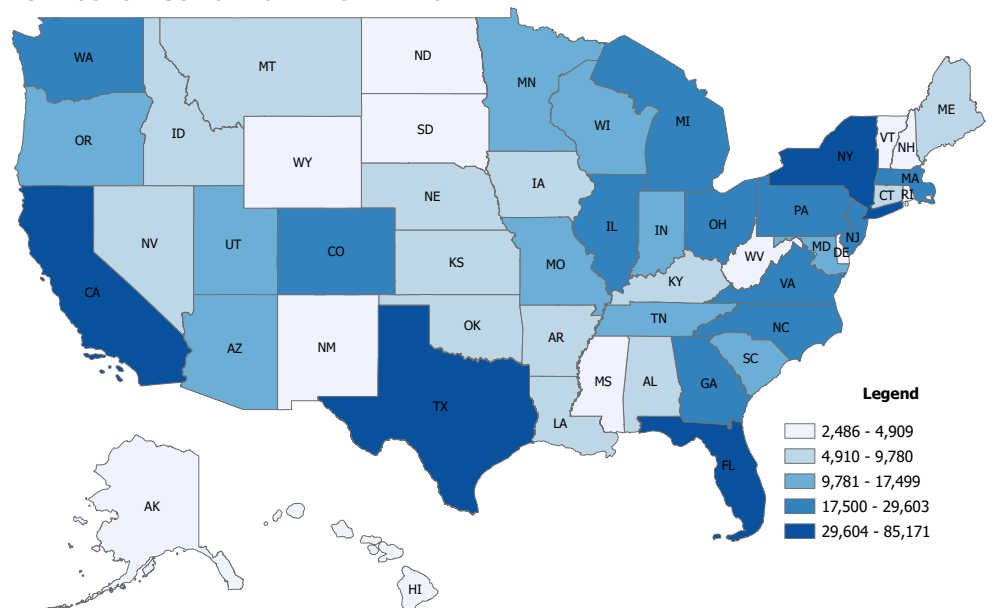 WA
MT
ND
MN
OR
ID
SD
WI
MI
ME
VT
NH
NY
WY
MA
CT
RI
NE
IA
PA
NV
UT
CO
IL
IN
OH
NJ
MD
DE
WV
CA
KS
MO
KY
VA
TN
NC
OK
AR
AZ
NM
SC
MS
AL
GA
TX
LA
FL
AK
HI
Legend
2,486 - 4,909
4,910 - 9,780
9,781 - 17,499
17,500 - 29,603
29,604 - 85,171